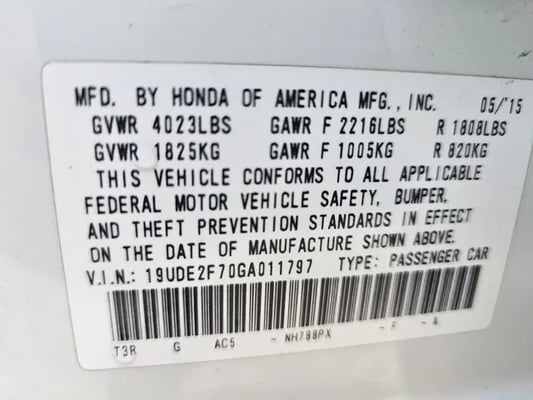 MFD. BY HONDA OF AMERICA MFG., INC. 05/'15
GVWR 4023LBS GAWR F 2216LBS R 1808LBS
GVWR 1825KG GAWR F 1005KG R 820KG
THIS VEHICLE CONFORMS TO ALL APPLICABLE
FEDERAL MOTOR VEHICLE SAFETY, BUMPER,
AND THEFT PREVENTION STANDARDS IN EFFECT
ON THE DATE OF MANUFACTURE SHOWN ABOVE.
V.I.N.: 19UDE2F70GA011797 TYPE: PASSENGER CAR
T3R G AC5 - NH788PX - F - A